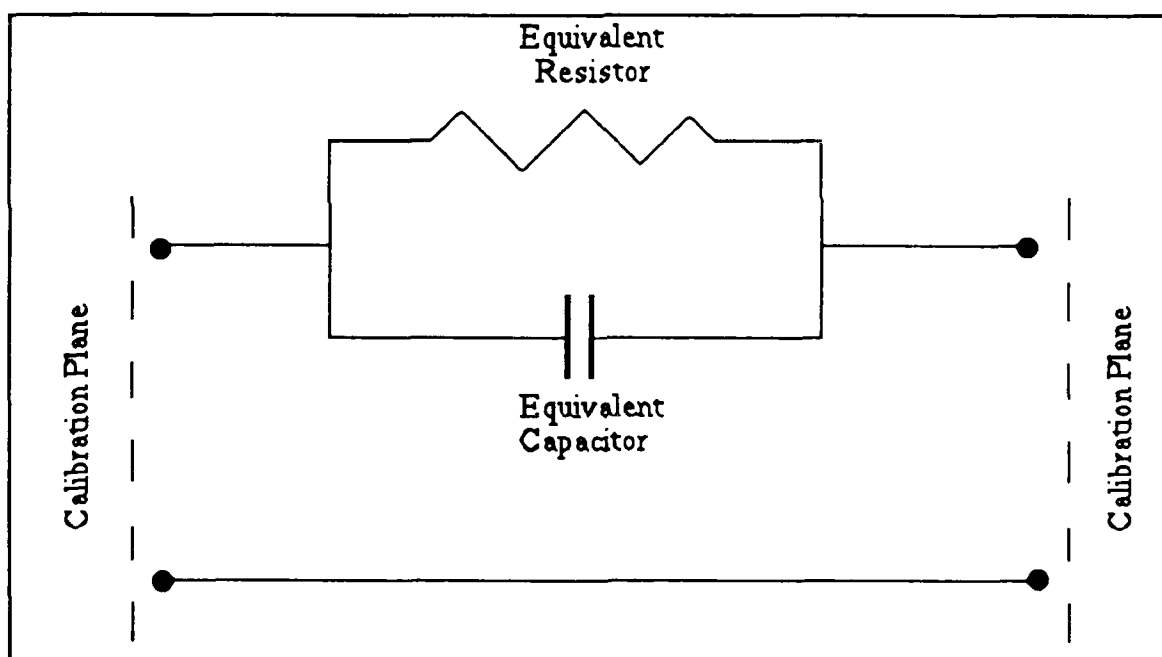 Equivalent
Resistor
Calibration Plane
Equivalent
Capacitor
Calibration Plane